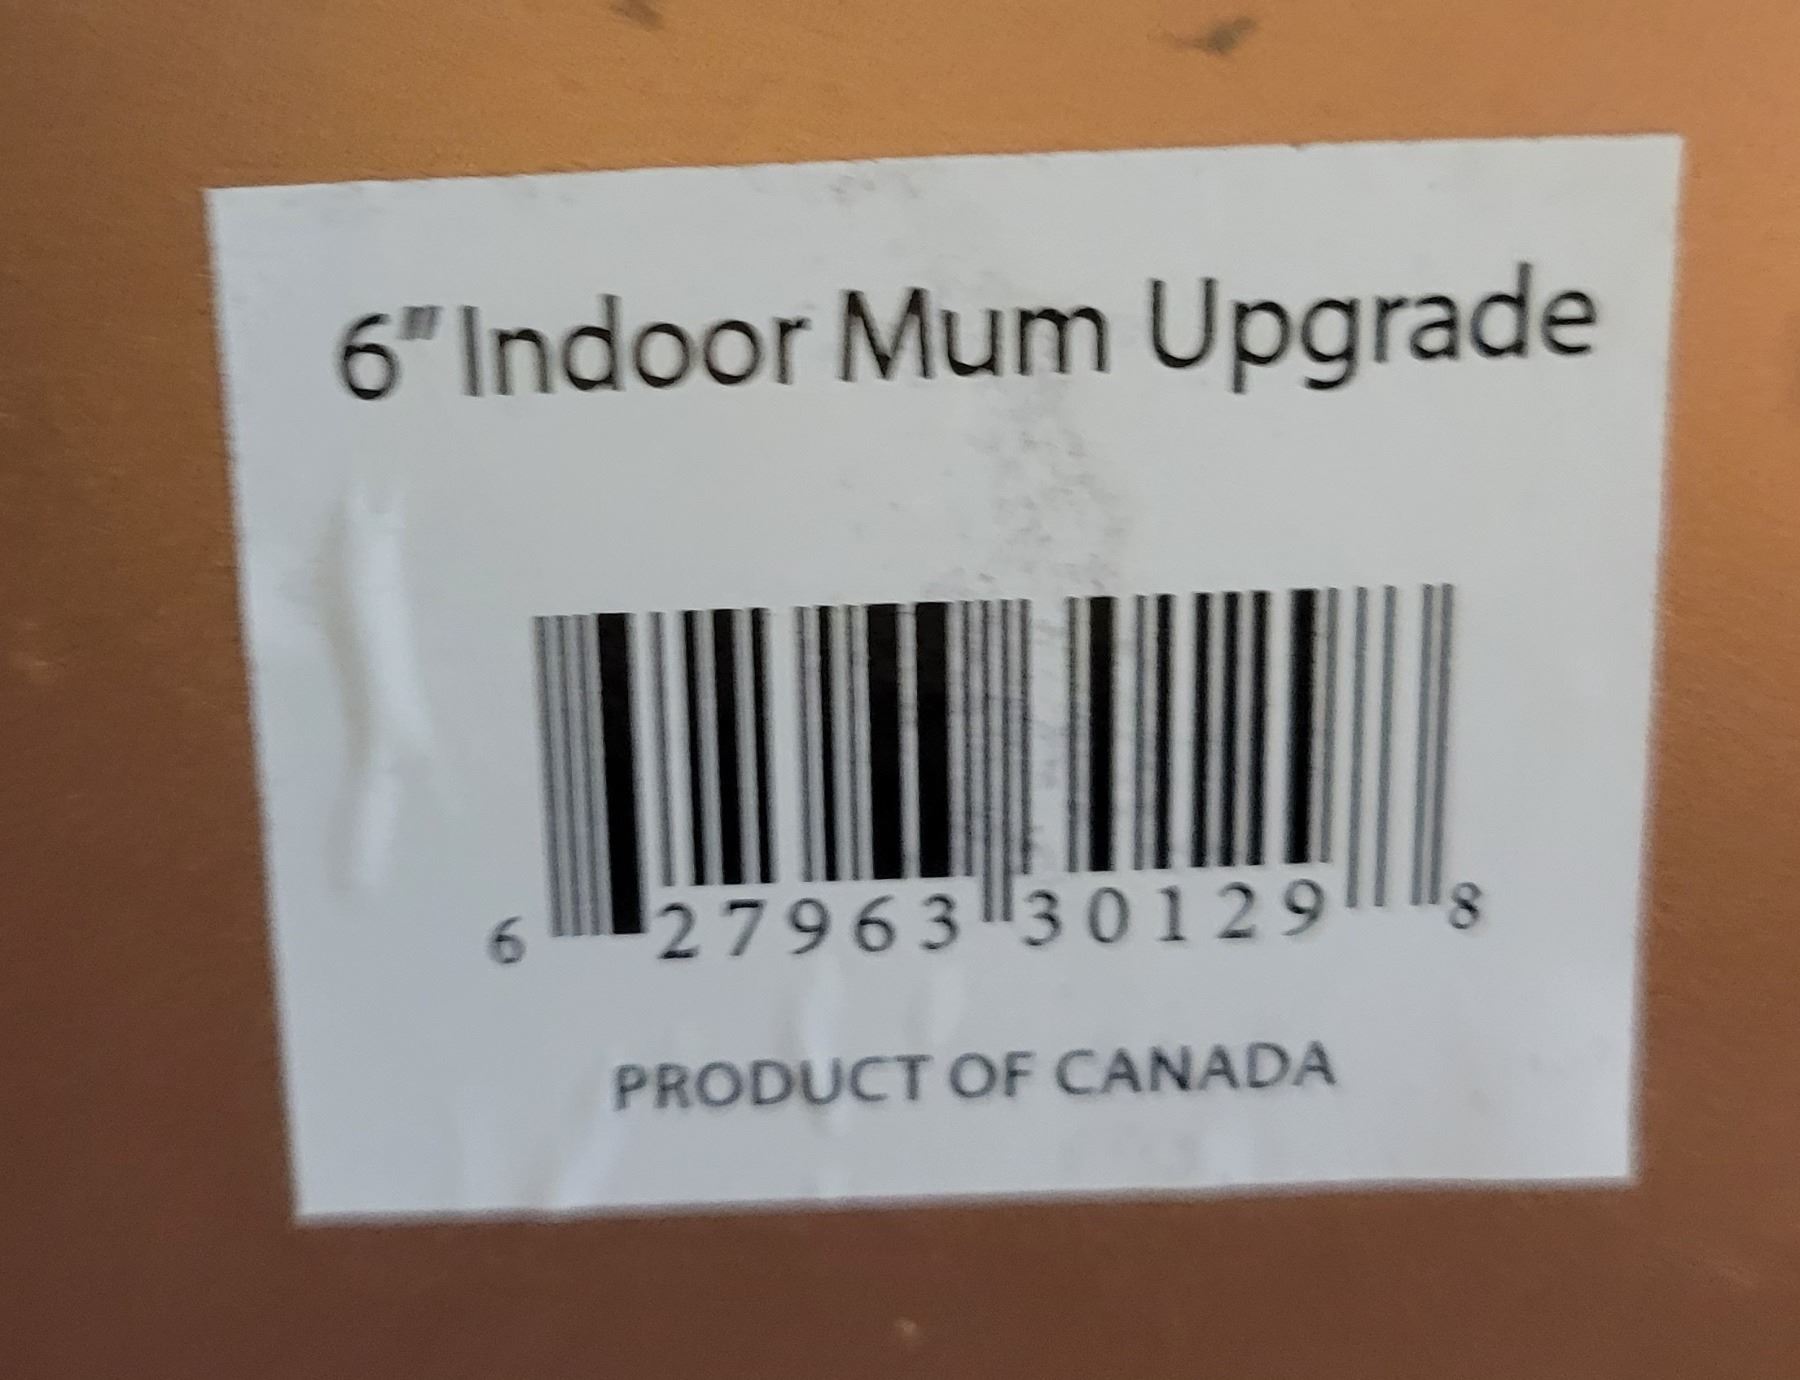 6" Indoor Mum Upgrade
6 27963 30129 8
PRODUCT OF CANADA